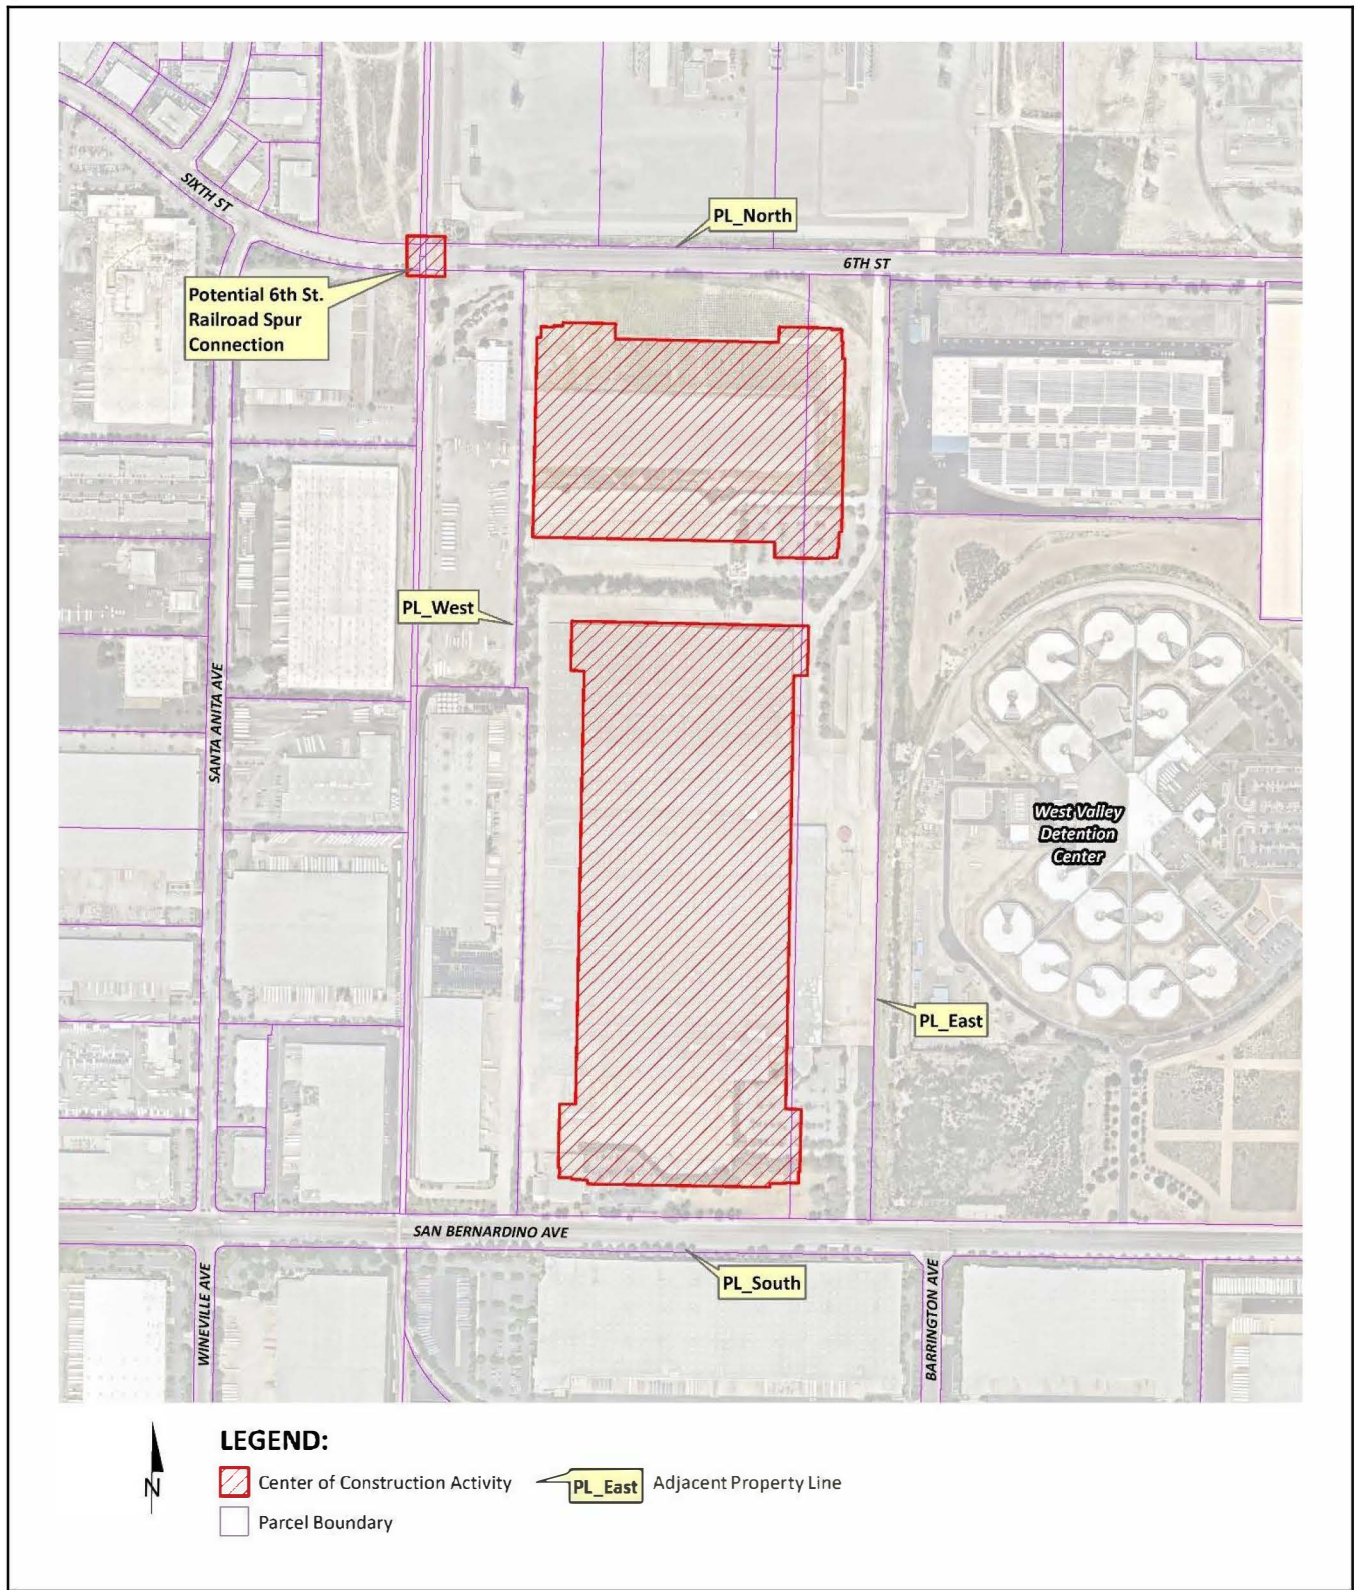 SIXTH ST
PL_North
6TH ST
Potential 6th St.
Railroad Spur
Connection
PL_West
SANTA ANITA AVE
West Valley
Detention
Center
PL_East
SAN BERNARDINO AVE
PL_South
WINEVILLE AVE
BARRINGTON AVE
N
LEGEND:
Center of Construction Activity
PL_East
Adjacent Property Line
Parcel Boundary